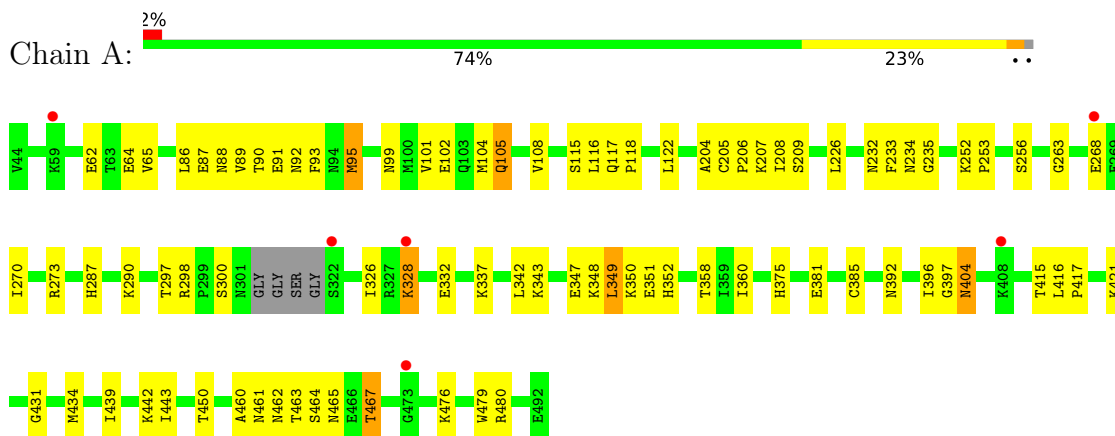 2%
Chain A:
74% 23% • •
V44 K59 E62 T63 E64 V65 L86 E87 N88 V89 T90 E91 N92 F93 N94 M95 N99 M100 V101 E102 Q103 M104 Q105 V108 S115 L116 Q117 P118 L122 A204 C205 P206 K207 I208 S209 L226 N232 F233 N234 G235 K252 P253 S256 G263 E268 E269
I270 R273 H287 K290 T297 R298 P299 S300 N301 GLY GLY SER GLY S322 I326 R327 K328 E332 K337 L342 K343 E347 K348 L349 K350 E351 H352 T358 I359 I360 H375 E381 C385 N392 I396 G397 N404 K408 T415 L416 P417 K421
G431 M434 I439 K442 I443 T450 A460 N461 N462 T463 S464 N465 E466 T467 G473 K476 W479 R480 E492